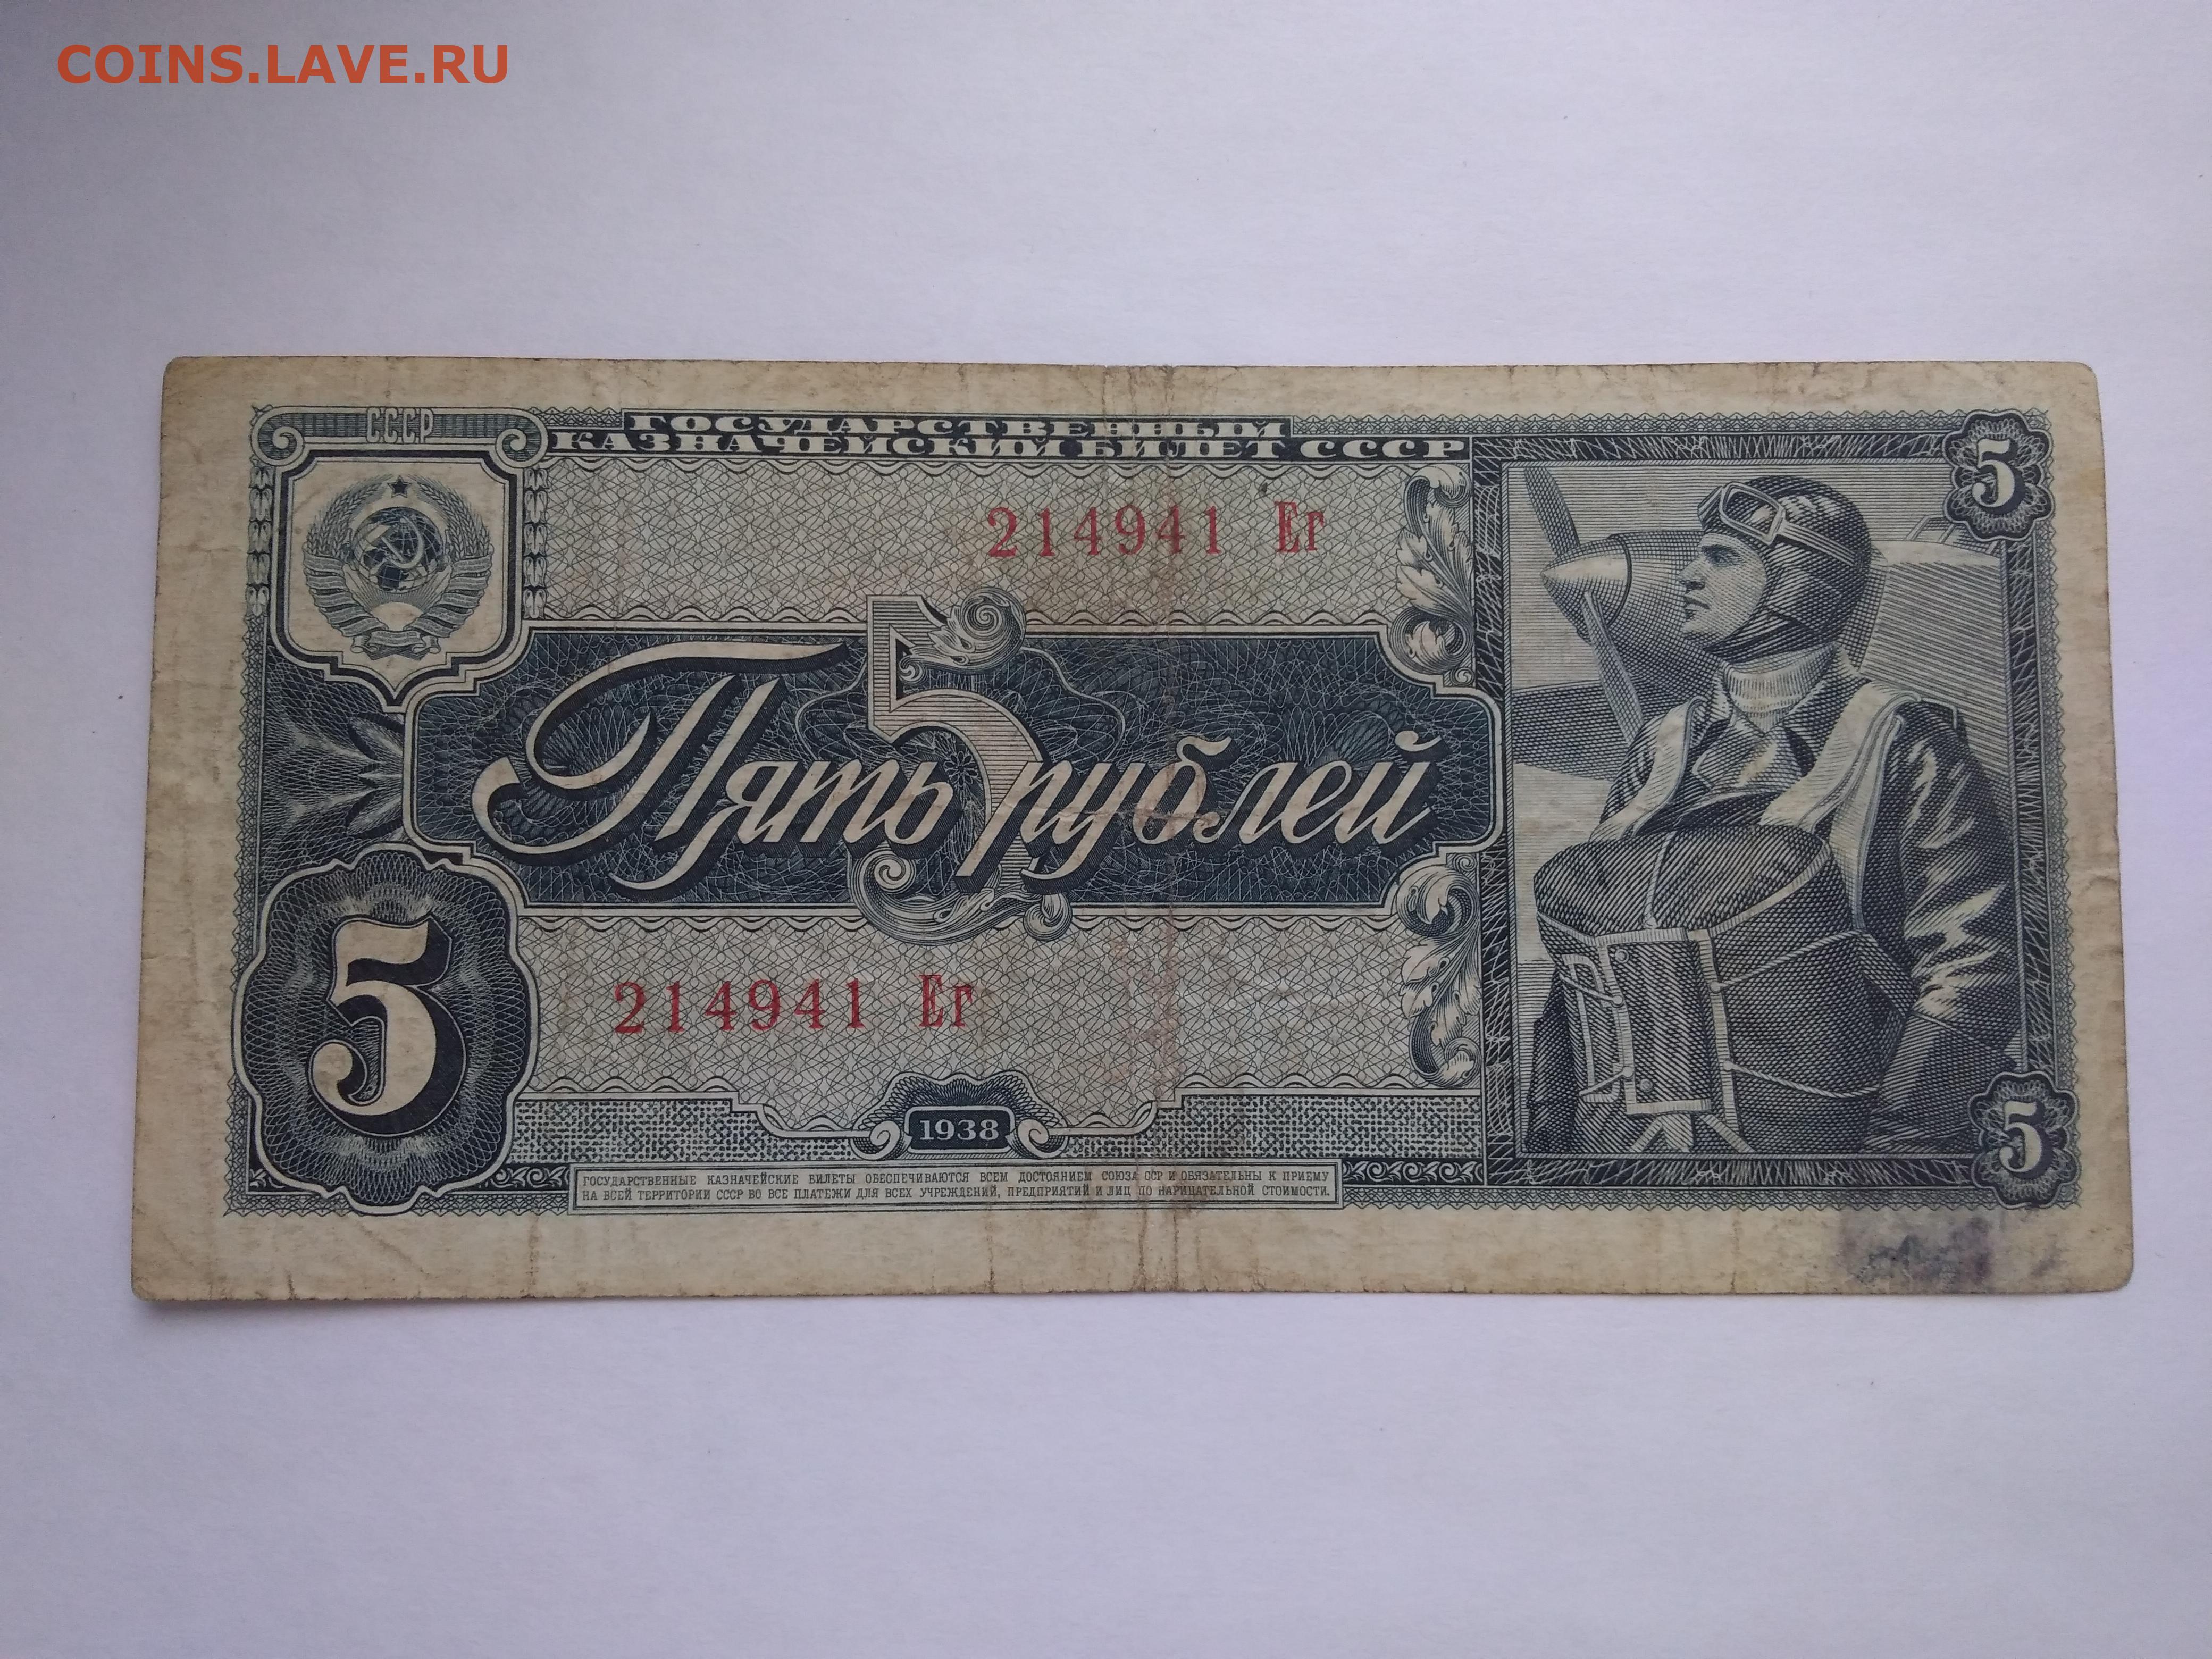 COINS.LAVE.RU
СССР
ГОСУДАРСТВЕННЫЙ
КАЗНАЧЕЙСКИЙ БИЛЕТ СССР
5
214941 Ег
5
Пять рублей
214941 Ег
5
1938
5
ГОСУДАРСТВЕННЫЕ КАЗНАЧЕЙСКИЕ БИЛЕТЫ ОБЕСПЕЧИВАЮТСЯ ВСЕМ ДОСТОЯНИЕМ СОЮЗА ССР И ОБЯЗАТЕЛЬНЫ К ПРИЕМУ
НА ВСЕЙ ТЕРРИТОРИИ СССР ВО ВСЕ ПЛАТЕЖИ ДЛЯ ВСЕХ УЧРЕЖДЕНИЙ, ПРЕДПРИЯТИЙ И ЛИЦ ПО НАРИЦАТЕЛЬНОЙ СТОИМОСТИ.